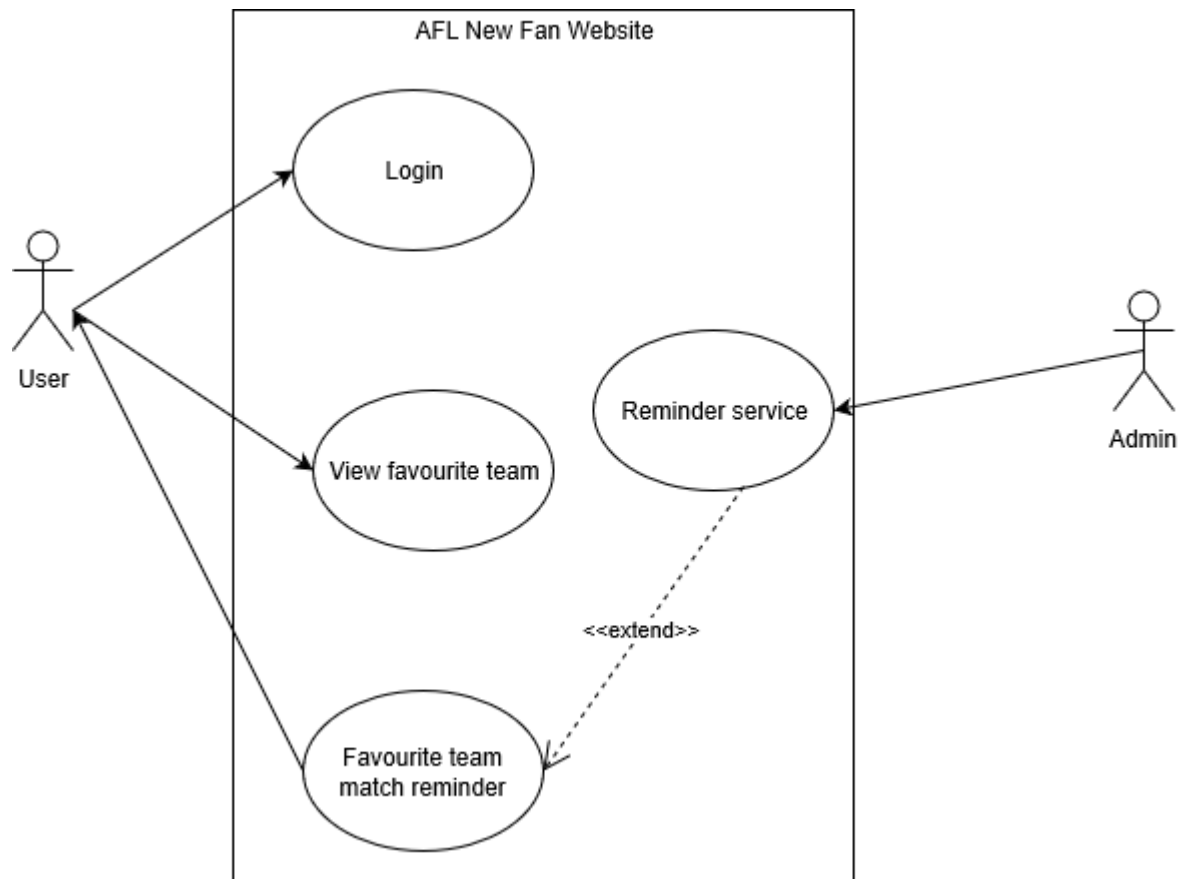 AFL New Fan Website
Login
User
Reminder service
Admin
View favourite team
<<extend>>
Favourite team
match reminder